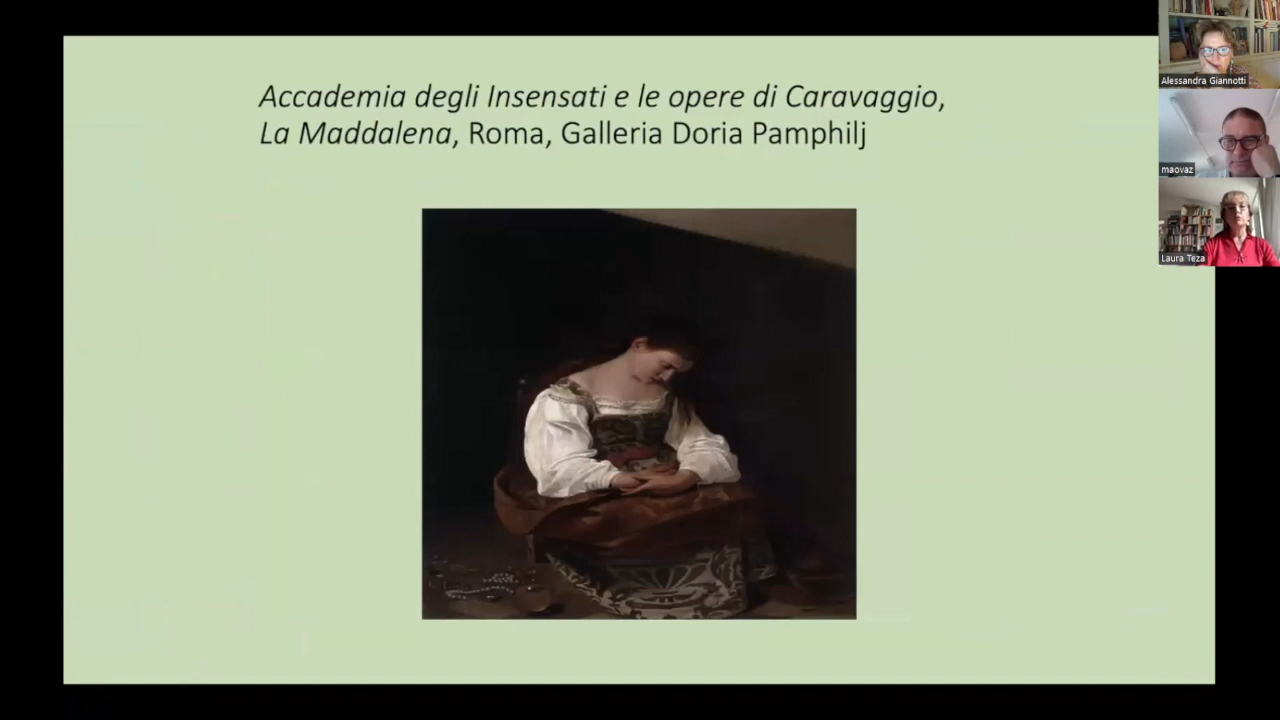 Accademia degli Insensati e le opere di Caravaggio,
La Maddalena, Roma, Galleria Doria Pamphilj
Alessandra Giannotti
maovaz
Laura Teza